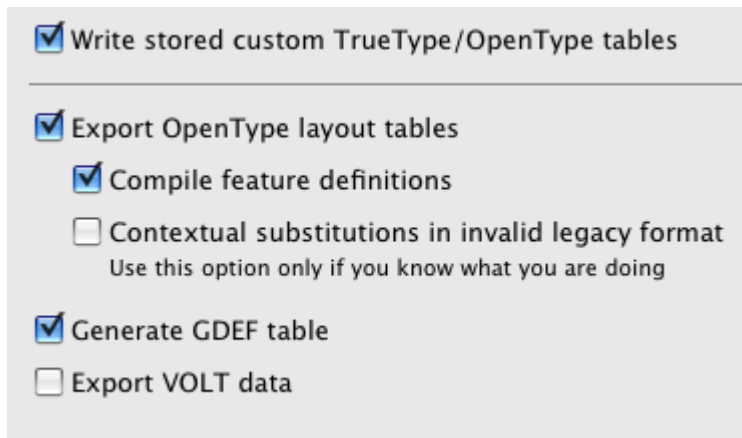 Write stored custom TrueType/OpenType tables
Export OpenType layout tables
Compile feature definitions
Contextual substitutions in invalid legacy format
Use this option only if you know what you are doing
Generate GDEF table
Export VOLT data